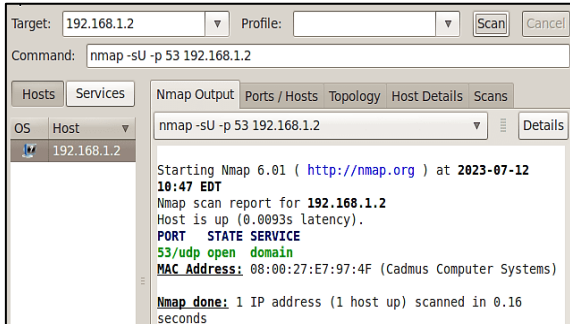 Target: 192.168.1.2 Profile: Scan Cancel
Command: nmap -sU -p 53 192.168.1.2
Hosts Services Nmap Output Ports / Hosts Topology Host Details Scans
nmap -sU -p 53 192.168.1.2 Details
OS Host
192.168.1.2
Starting Nmap 6.01 ( http://nmap.org ) at 2023-07-12
10:47 EDT
Nmap scan report for 192.168.1.2
Host is up (0.0093s latency).
PORT STATE SERVICE
53/udp open domain
MAC Address: 08:00:27:E7:97:4F (Cadmus Computer Systems)
Nmap done: 1 IP address (1 host up) scanned in 0.16
seconds